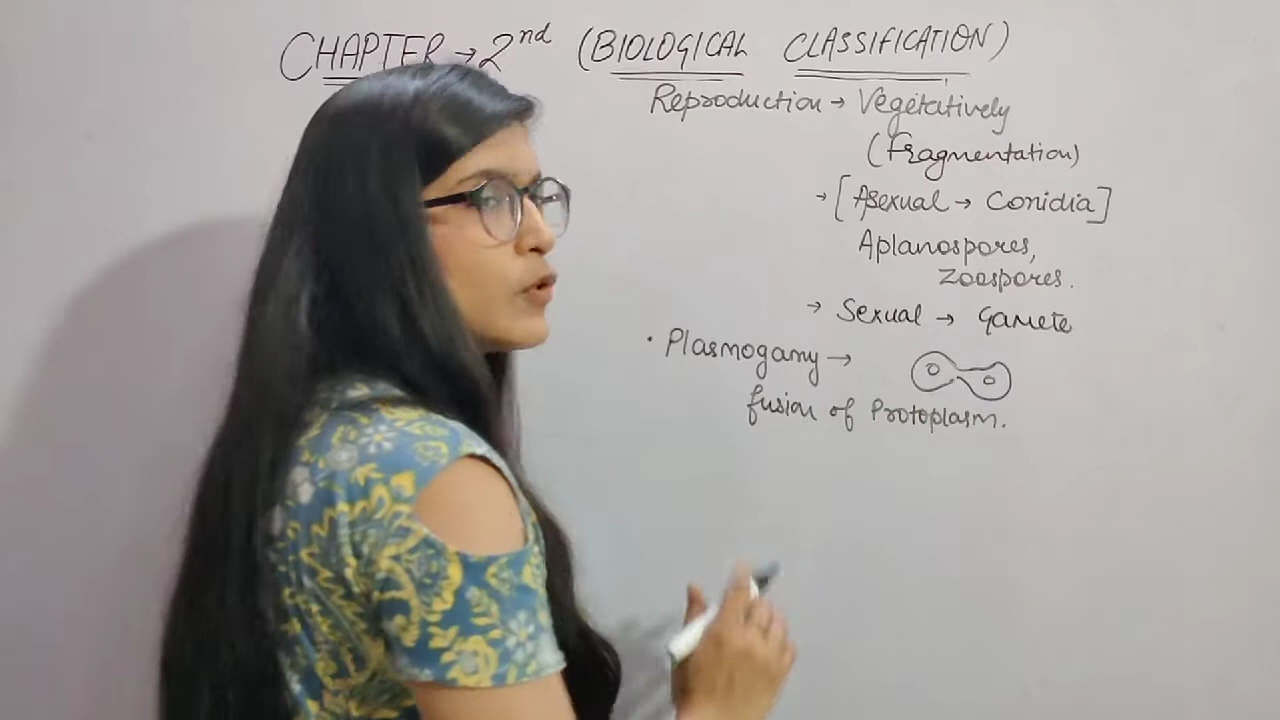 CHAPTER → 2nd (BIOLOGICAL CLASSIFICATION)
Reproduction → Vegetatively
(fragmentation)
→ [Asexual → Conidia]
Aplanospores,
Zoospores.
→ Sexual → Gamete
• Plasmogamy →
fusion of Protoplasm.